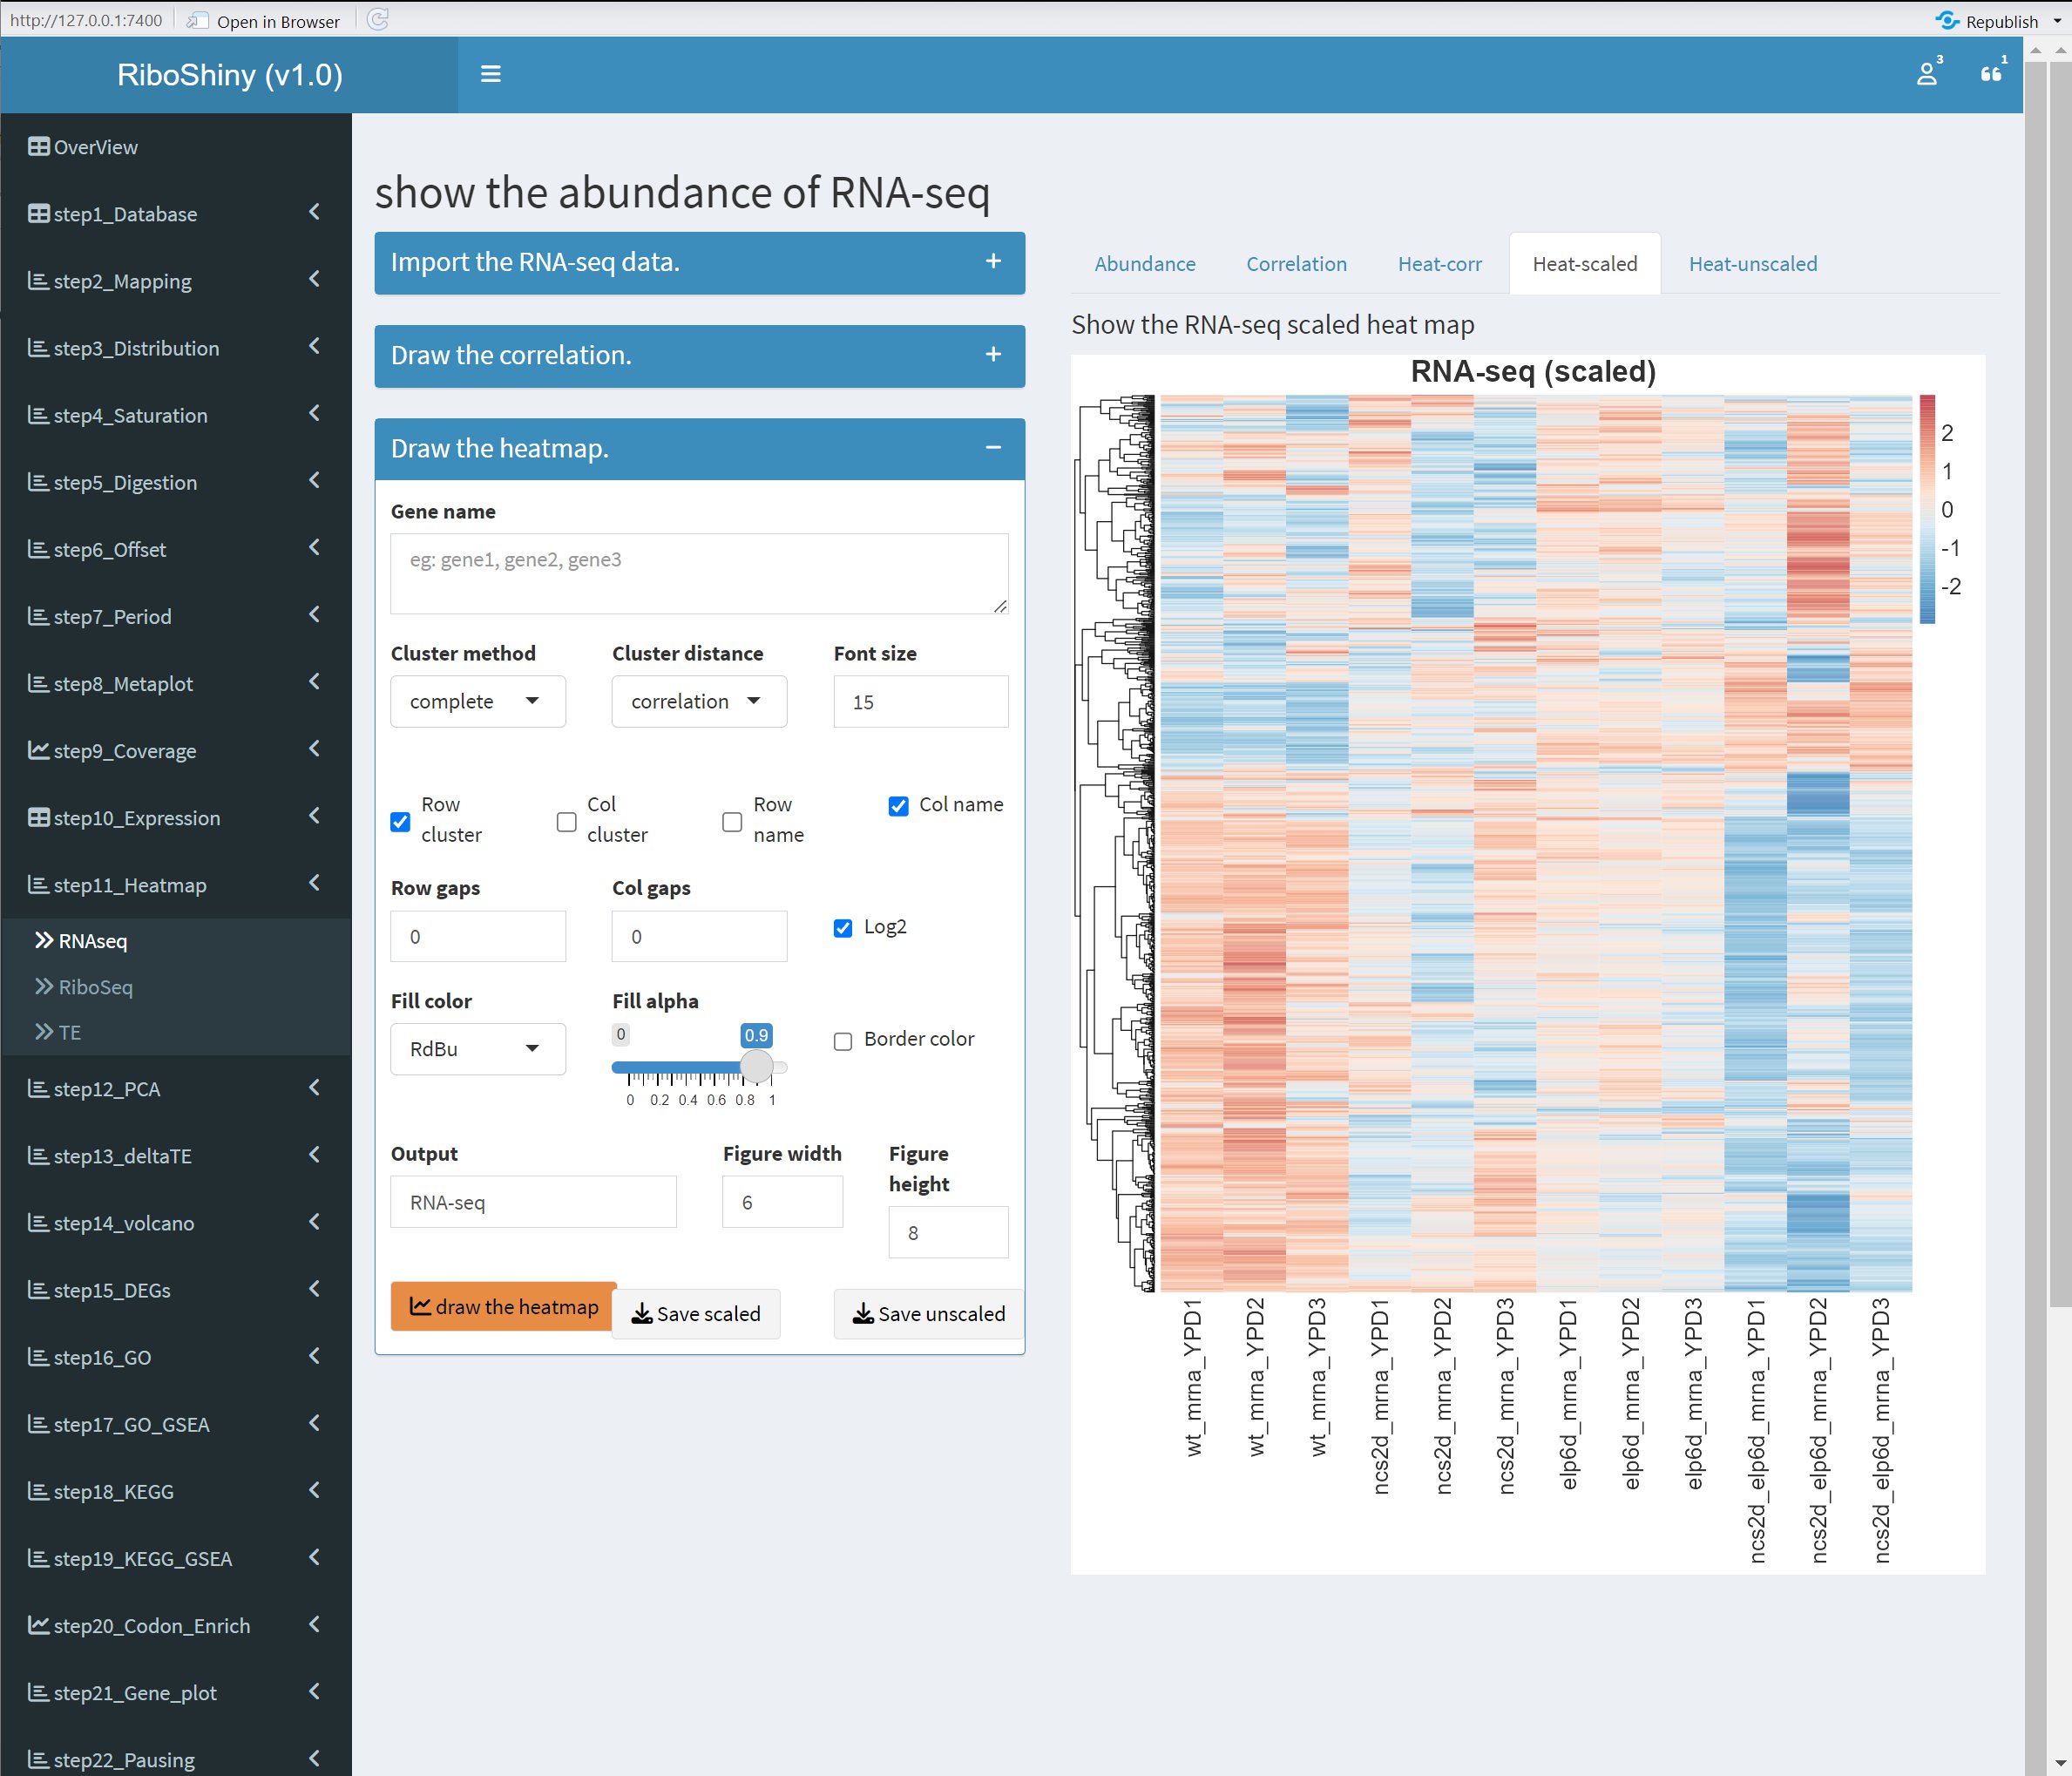 http://127.0.0.1:7400
Open in Browser
Republish
RiboShiny (v1.0)
3
1
OverView
step1_Database
step2_Mapping
step3_Distribution
step4_Saturation
step5_Digestion
step6_Offset
step7_Period
step8_Metaplot
step9_Coverage
step10_Expression
step11_Heatmap
RNAseq
RiboSeq
TE
step12_PCA
step13_deltaTE
step14_volcano
step15_DEGs
step16_GO
step17_GO_GSEA
step18_KEGG
step19_KEGG_GSEA
step20_Codon_Enrich
step21_Gene_plot
step22_Pausing
show the abundance of RNA-seq
Import the RNA-seq data.
Draw the correlation.
Draw the heatmap.
Gene name
eg: gene1, gene2, gene3
Cluster method
Cluster distance
Font size
complete
correlation
15
Row cluster
Col cluster
Row name
Col name
Row gaps
Col gaps
0
0
Log2
Fill color
Fill alpha
RdBu
0
0.9
0 0.2 0.4 0.6 0.8 1
Border color
Output
Figure width
Figure height
RNA-seq
6
8
draw the heatmap
Save scaled
Save unscaled
Abundance
Correlation
Heat-corr
Heat-scaled
Heat-unscaled
Show the RNA-seq scaled heat map
RNA-seq (scaled)
2
1
0
-1
-2
wt_mrna_YPD1
wt_mrna_YPD2
wt_mrna_YPD3
ncs2d_mrna_YPD1
ncs2d_mrna_YPD2
ncs2d_mrna_YPD3
elp6d_mrna_YPD1
elp6d_mrna_YPD2
elp6d_mrna_YPD3
ncs2d_elp6d_mrna_YPD1
ncs2d_elp6d_mrna_YPD2
ncs2d_elp6d_mrna_YPD3